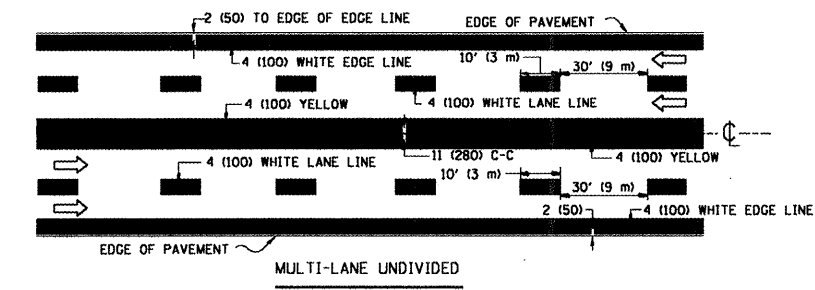 2 (50) TO EDGE OF EDGE LINE
EDGE OF PAVEMENT
4 (100) WHITE EDGE LINE
10' (3 m)
30' (9 m)
4 (100) YELLOW
4 (100) WHITE LANE LINE
℄
4 (100) WHITE LANE LINE
11 (280) C-C
4 (100) YELLOW
10' (3 m)
30' (9 m)
2 (50)
4 (100) WHITE EDGE LINE
EDGE OF PAVEMENT
MULTI-LANE UNDIVIDED